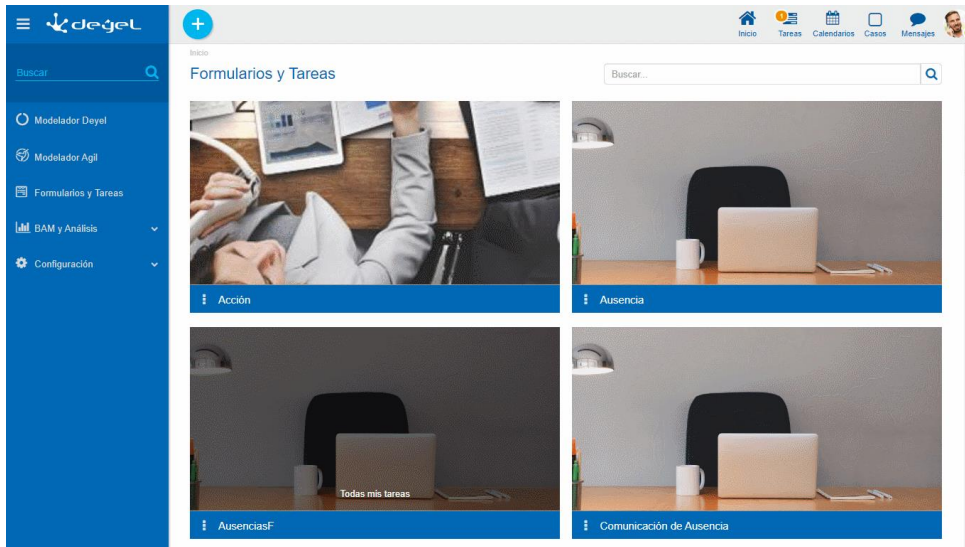 deyel
Buscar
Modelador Deyel
Modelador Agil
Formularios y Tareas
BAM y Análisis
Configuración
+
Inicio
1
Tareas
Calendarios
Casos
Mensajes
Inicio
Formularios y Tareas
Buscar...
Acción
Ausencia
Todas mis tareas
AusenciasF
Comunicación de Ausencia